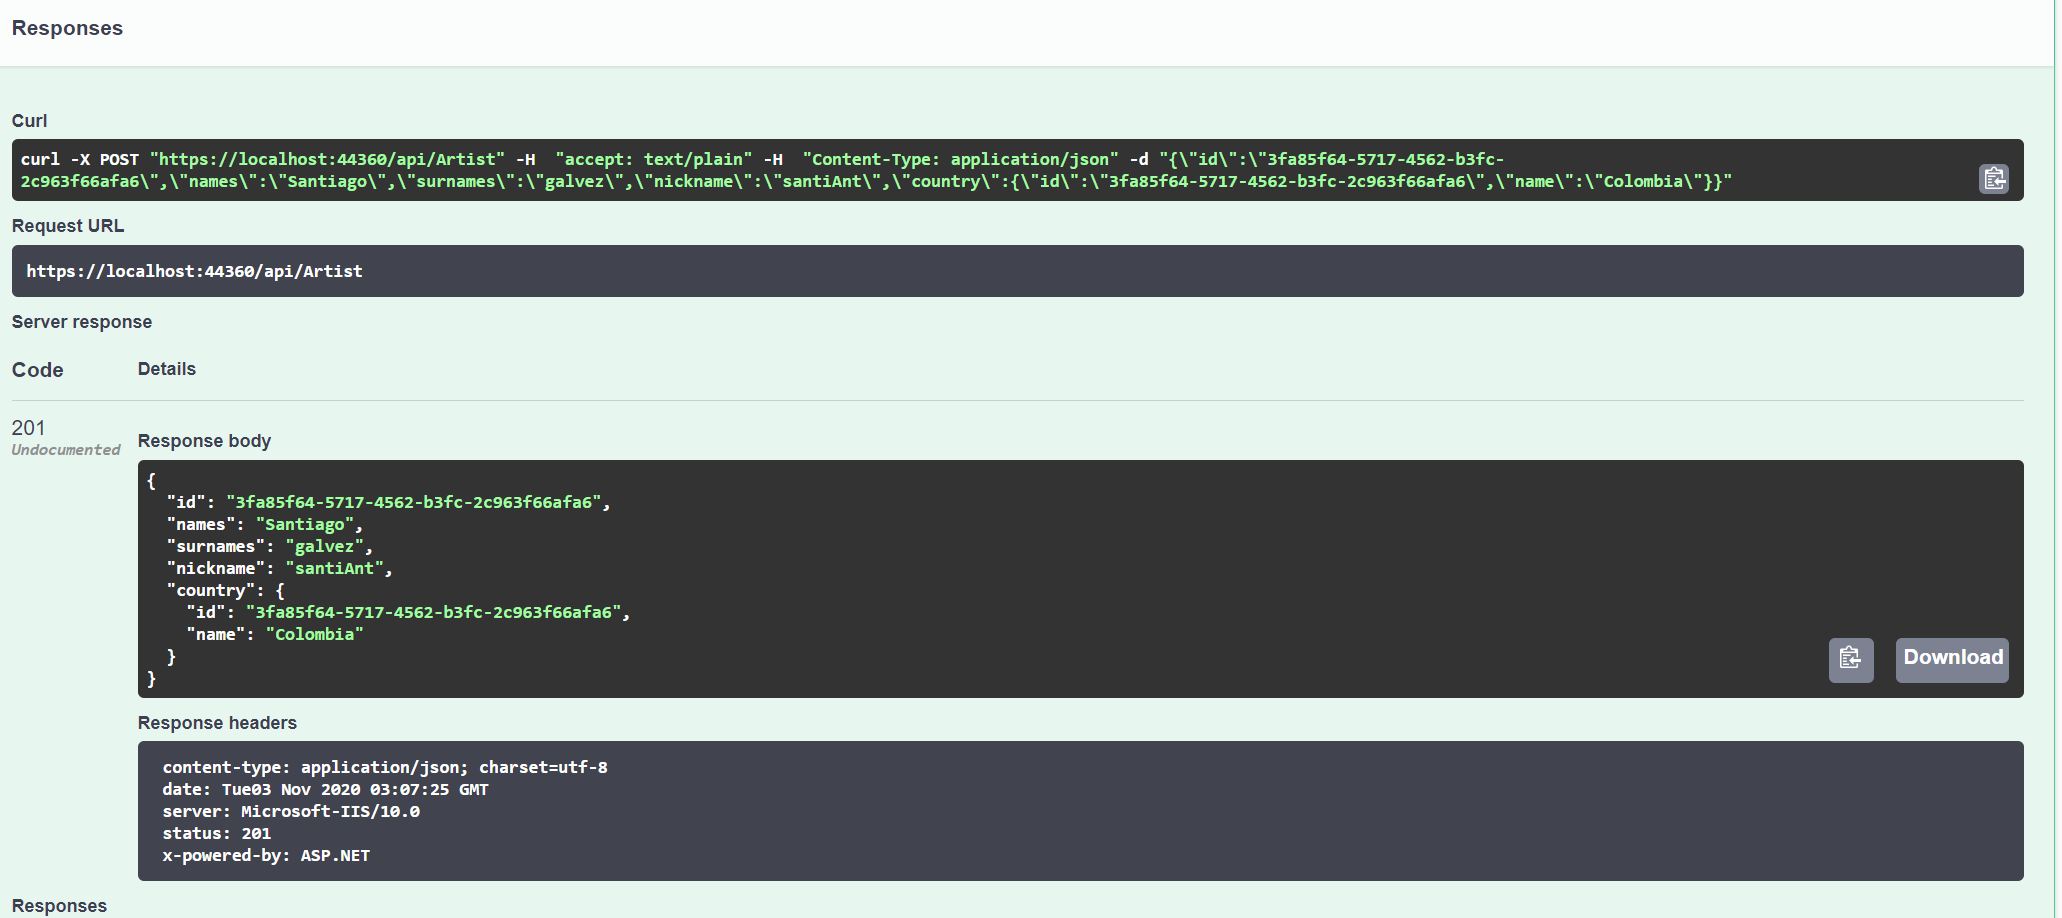 Responses
Curl
curl -X POST "https://localhost:44360/api/Artist" -H  "accept: text/plain" -H  "Content-Type: application/json" -d "{\"id\":\"3fa85f64-5717-4562-b3fc-
2c963f66afa6\",\"names\":\"Santiago\",\"surnames\":\"galvez\",\"nickname\":\"santiAnt\",\"country\":{\"id\":\"3fa85f64-5717-4562-b3fc-2c963f66afa6\",\"name\":\"Colombia\"}}"
Request URL
https://localhost:44360/api/Artist
Server response
Code Details
201
Undocumented
Response body
{
  "id": "3fa85f64-5717-4562-b3fc-2c963f66afa6",
  "names": "Santiago",
  "surnames": "galvez",
  "nickname": "santiAnt",
  "country": {
    "id": "3fa85f64-5717-4562-b3fc-2c963f66afa6",
    "name": "Colombia"
  }
}
Download
Response headers
content-type: application/json; charset=utf-8
date: Tue03 Nov 2020 03:07:25 GMT
server: Microsoft-IIS/10.0
status: 201
x-powered-by: ASP.NET
Responses